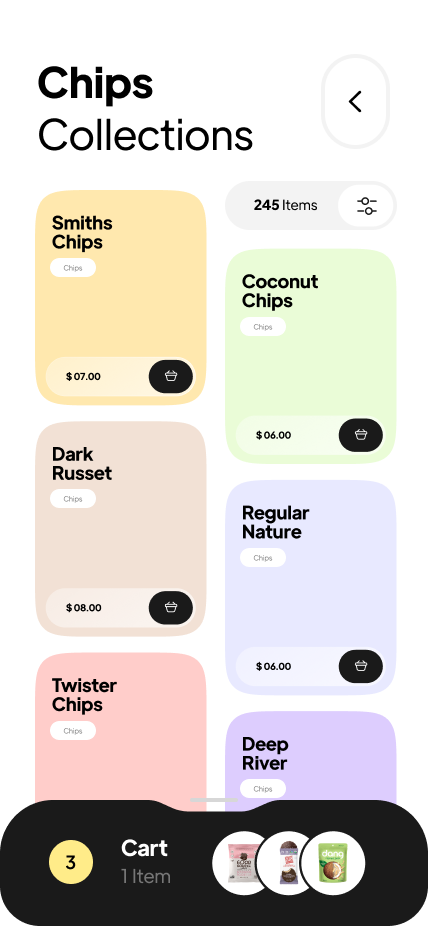 Chips
Collections
245 Items
Smiths
Chips
Chips
$ 07.00
Coconut
Chips
Chips
$ 06.00
Dark
Russet
Chips
$ 08.00
Regular
Nature
Chips
$ 06.00
Twister
Chips
Chips
Deep
River
Chips
3
Cart
1 Item
dang